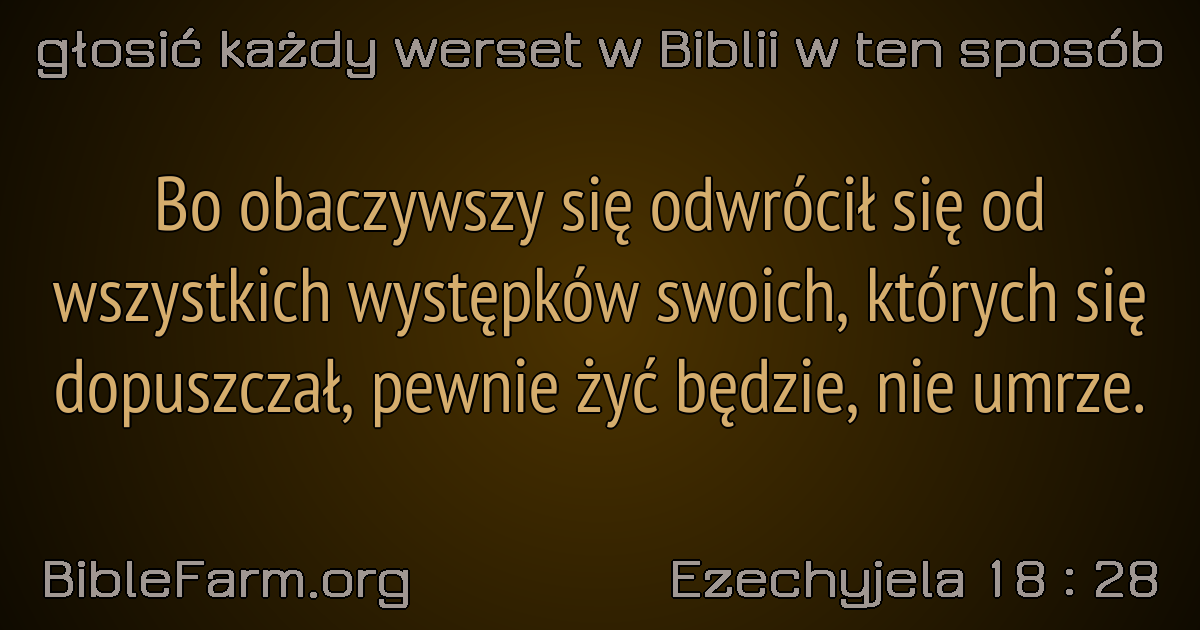 głosić każdy werset w Biblii w ten sposób
Bo obaczywszy się odwrócił się od
wszystkich występków swoich, których się
dopuszczał, pewnie żyć będzie, nie umrze.
BibleFarm.org
Ezechyjela 18 : 28